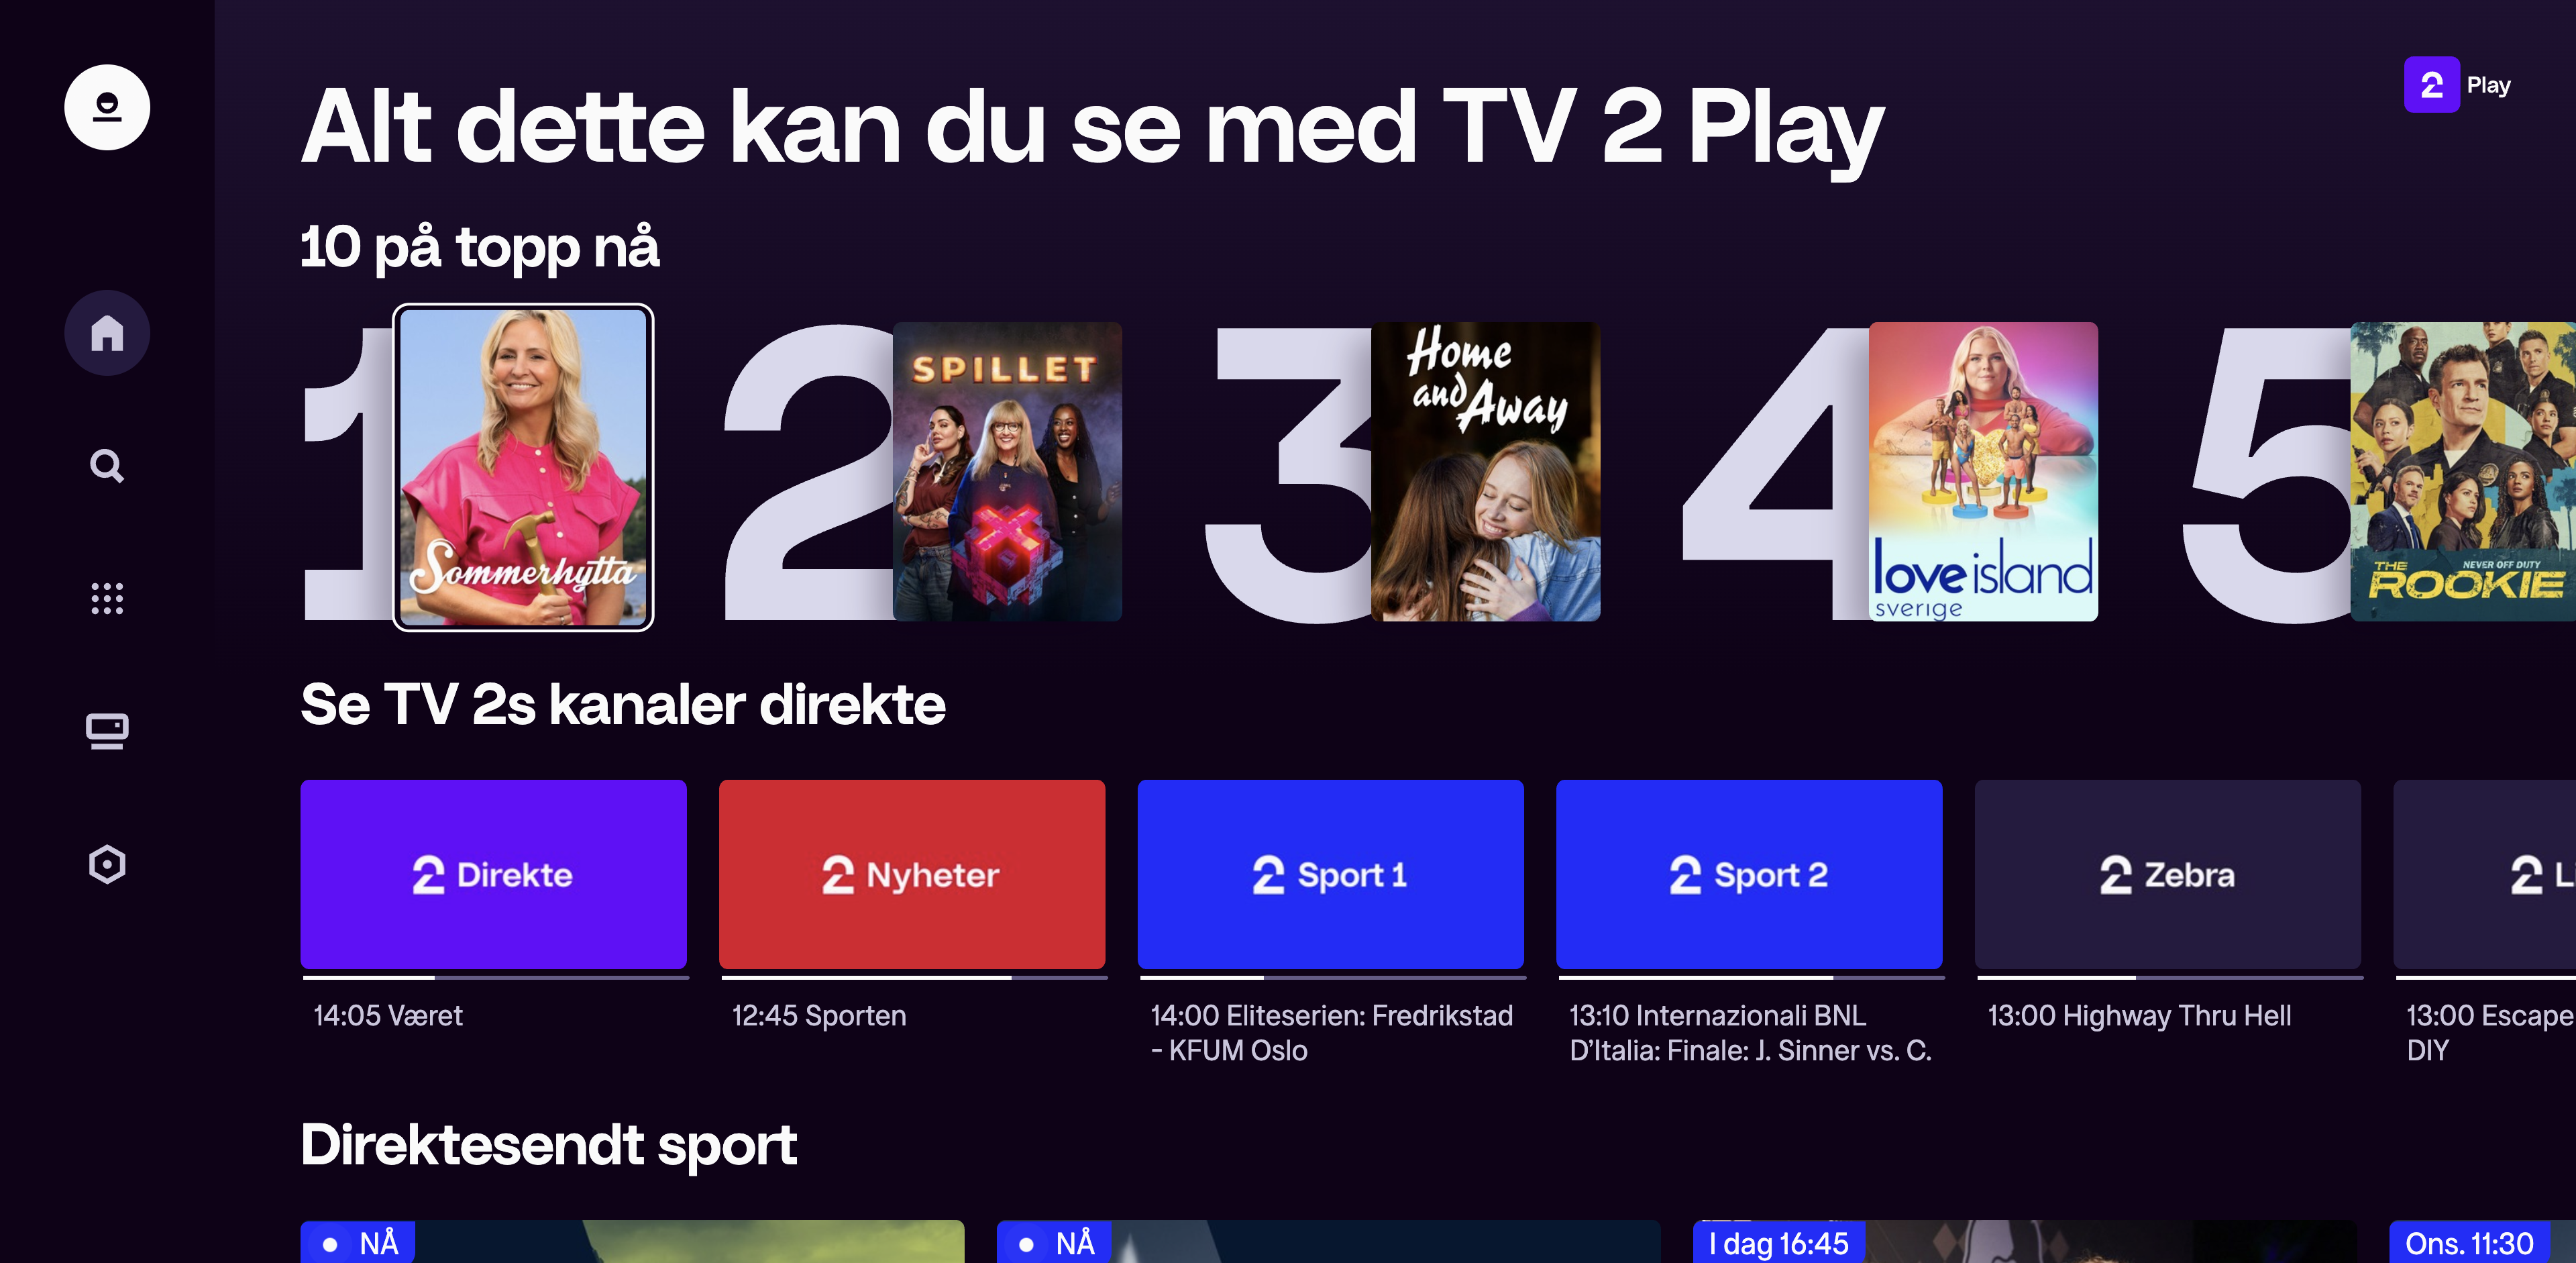 Alt dette kan du se med TV 2 Play
2 Play
10 på topp nå
1
Sommerhytta
2
SPILLET
3
Home
and Away
4
love island
sverige
5
NEVER OFF DUTY
THE
ROOKIE
Se TV 2s kanaler direkte
2 Direkte
2 Nyheter
2 Sport 1
2 Sport 2
2 Zebra
2
14:05 Været
12:45 Sporten
14:00 Eliteserien: Fredrikstad
- KFUM Oslo
13:10 Internazionali BNL
D'Italia: Finale: J. Sinner vs. C.
13:00 Highway Thru Hell
13:00 Escape
DIY
Direktesendt sport
NÅ
NÅ
I dag 16:45
Ons. 11:30